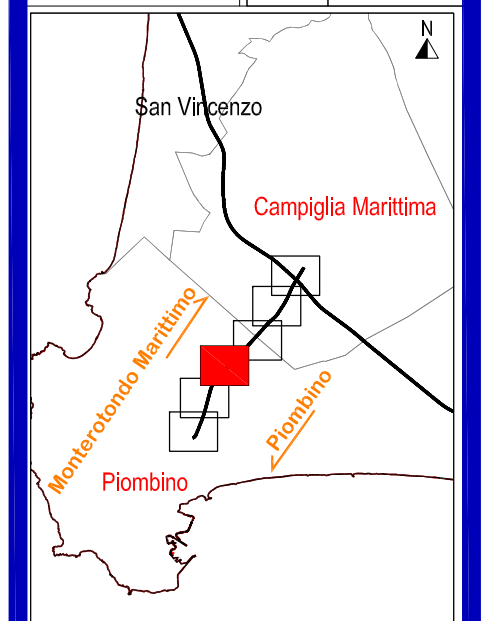 N
San Vincenzo
Campiglia Marittima
Monterotondo Marittimo
Piombino
Piombino